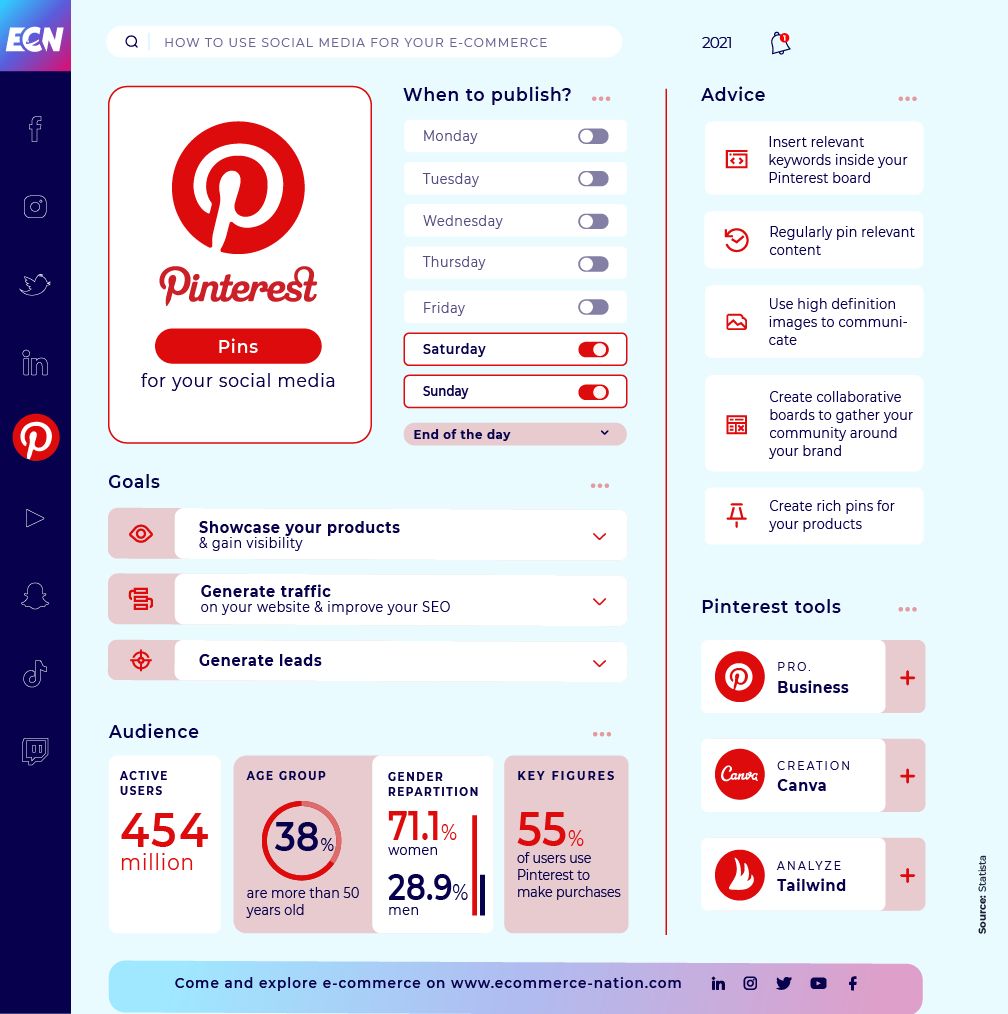 ECN
HOW TO USE SOCIAL MEDIA FOR YOUR E-COMMERCE
2021
1
Pinterest
Pins
for your social media
When to publish?
Monday
Tuesday
Wednesday
Thursday
Friday
Saturday
Sunday
End of the day
Goals
Showcase your products
& gain visibility
Generate traffic
on your website & improve your SEO
Generate leads
Audience
ACTIVE
USERS
454
million
AGE GROUP
38%
are more than 50
years old
GENDER
REPARTITION
71.1%
women
28.9%
men
KEY FIGURES
55%
of users use
Pinterest to
make purchases
Advice
Insert relevant
keywords inside your
Pinterest board
Regularly pin relevant
content
Use high definition
images to communi-
cate
Create collaborative
boards to gather your
community around
your brand
Create rich pins for
your products
Pinterest tools
PRO.
Business
Canva
CREATION
Canva
ANALYZE
Tailwind
Source: Statista
Come and explore e-commerce on www.ecommerce-nation.com